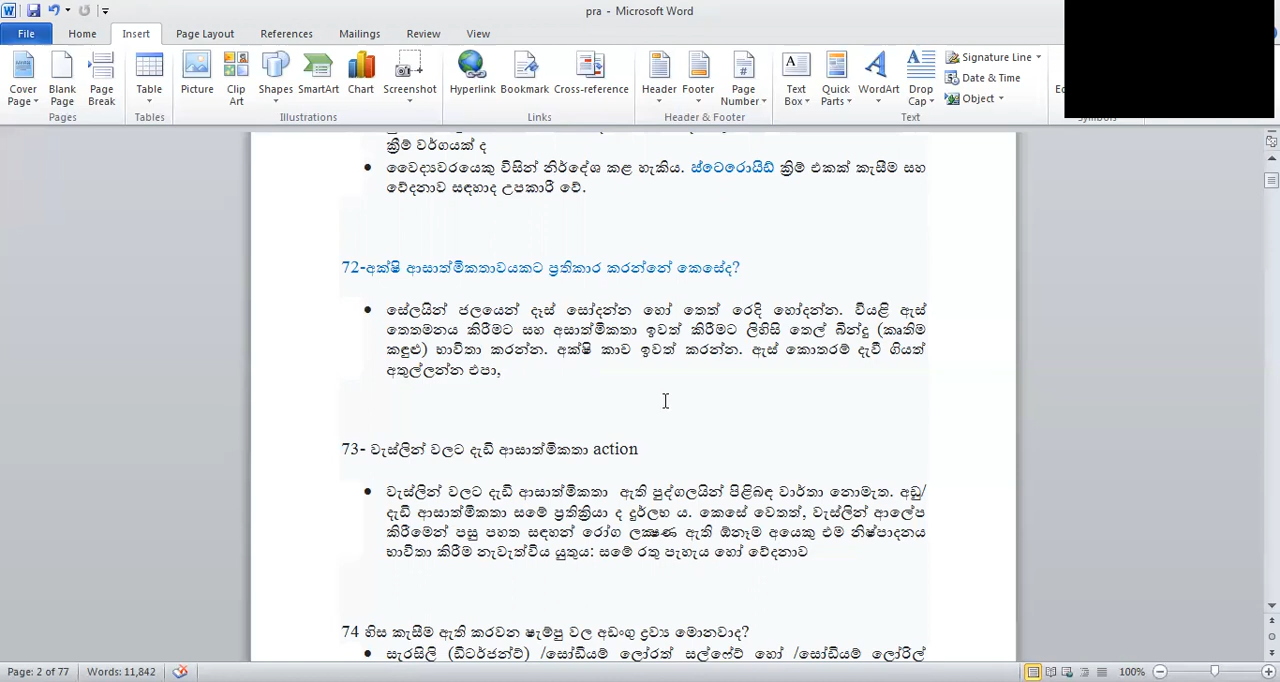 pra - Microsoft Word
File Home Insert Page Layout References Mailings Review View
Cover Page Blank Page Page Break Table Picture Clip Art Shapes SmartArt Chart Screenshot Hyperlink Bookmark Cross-reference Header Footer Page Number Text Box Quick Parts WordArt Drop Cap Signature Line Date & Time Object
Pages Tables Illustrations Links Header & Footer Text
ක්‍රීම් වර්ගයක් ද
• වෛද්‍යවරයෙකු විසින් නිර්දේශ කළ හැකිය. ස්ටෙරොයිඩ් ක්‍රීම් එකක් කැසීම සහ
වේදනාව සඳහාද උපකාරී වේ.
72-අක්ෂි ආසාත්මිකතාවයකට ප්‍රතිකාර කරන්නේ කෙසේද?
• සේලයින් ජලයෙන් දෑස් සෝදන්න හෝ තෙත් රෙදි හෝදන්න. වියළි ඇස්
තෙතමනය කිරීමට සහ අසාත්මිකතා ඉවත් කිරීමට ලිහිසි තෙල් බින්දු (කෘතිම
කඳුළු) භාවිතා කරන්න. අක්ෂි කාච ඉවත් කරන්න. ඇස් කොතරම් දැවී ගියත්
අතුල්ලන්න එපා,
73- වැස්ලින් වලට දැඩි ආසාත්මිකතා action
• වැස්ලින් වලට දැඩි ආසාත්මිකතා ඇති පුද්ගලයින් පිළිබඳ වාර්තා නොමැත. අඩු/
දැඩි ආසාත්මිකතා සමේ ප්‍රතික්‍රියා ද දුර්ලභ ය. කෙසේ වෙතත්, වැස්ලින් ආලේප
කිරීමෙන් පසු පහත සඳහන් රෝග ලක්‍ෂණ ඇති ඕනෑම අයෙකු එම නිෂ්පාදනය
භාවිතා කිරීම නැවැත්විය යුතුය: සමේ රතු පැහැය හෝ වේදනාව
74 හිස කැසීම ඇති කරවන ෂැම්පු වල අඩංගු ද්‍රව්‍ය මොනවාද?
• සැරසිලි (ඩිටර්ජන්ට්) /සෝඩියම් ලෝරත් සල්ෆේට් හෝ /සෝඩියම් ලෝරිල්
Page: 2 of 77 Words: 11,842 100%